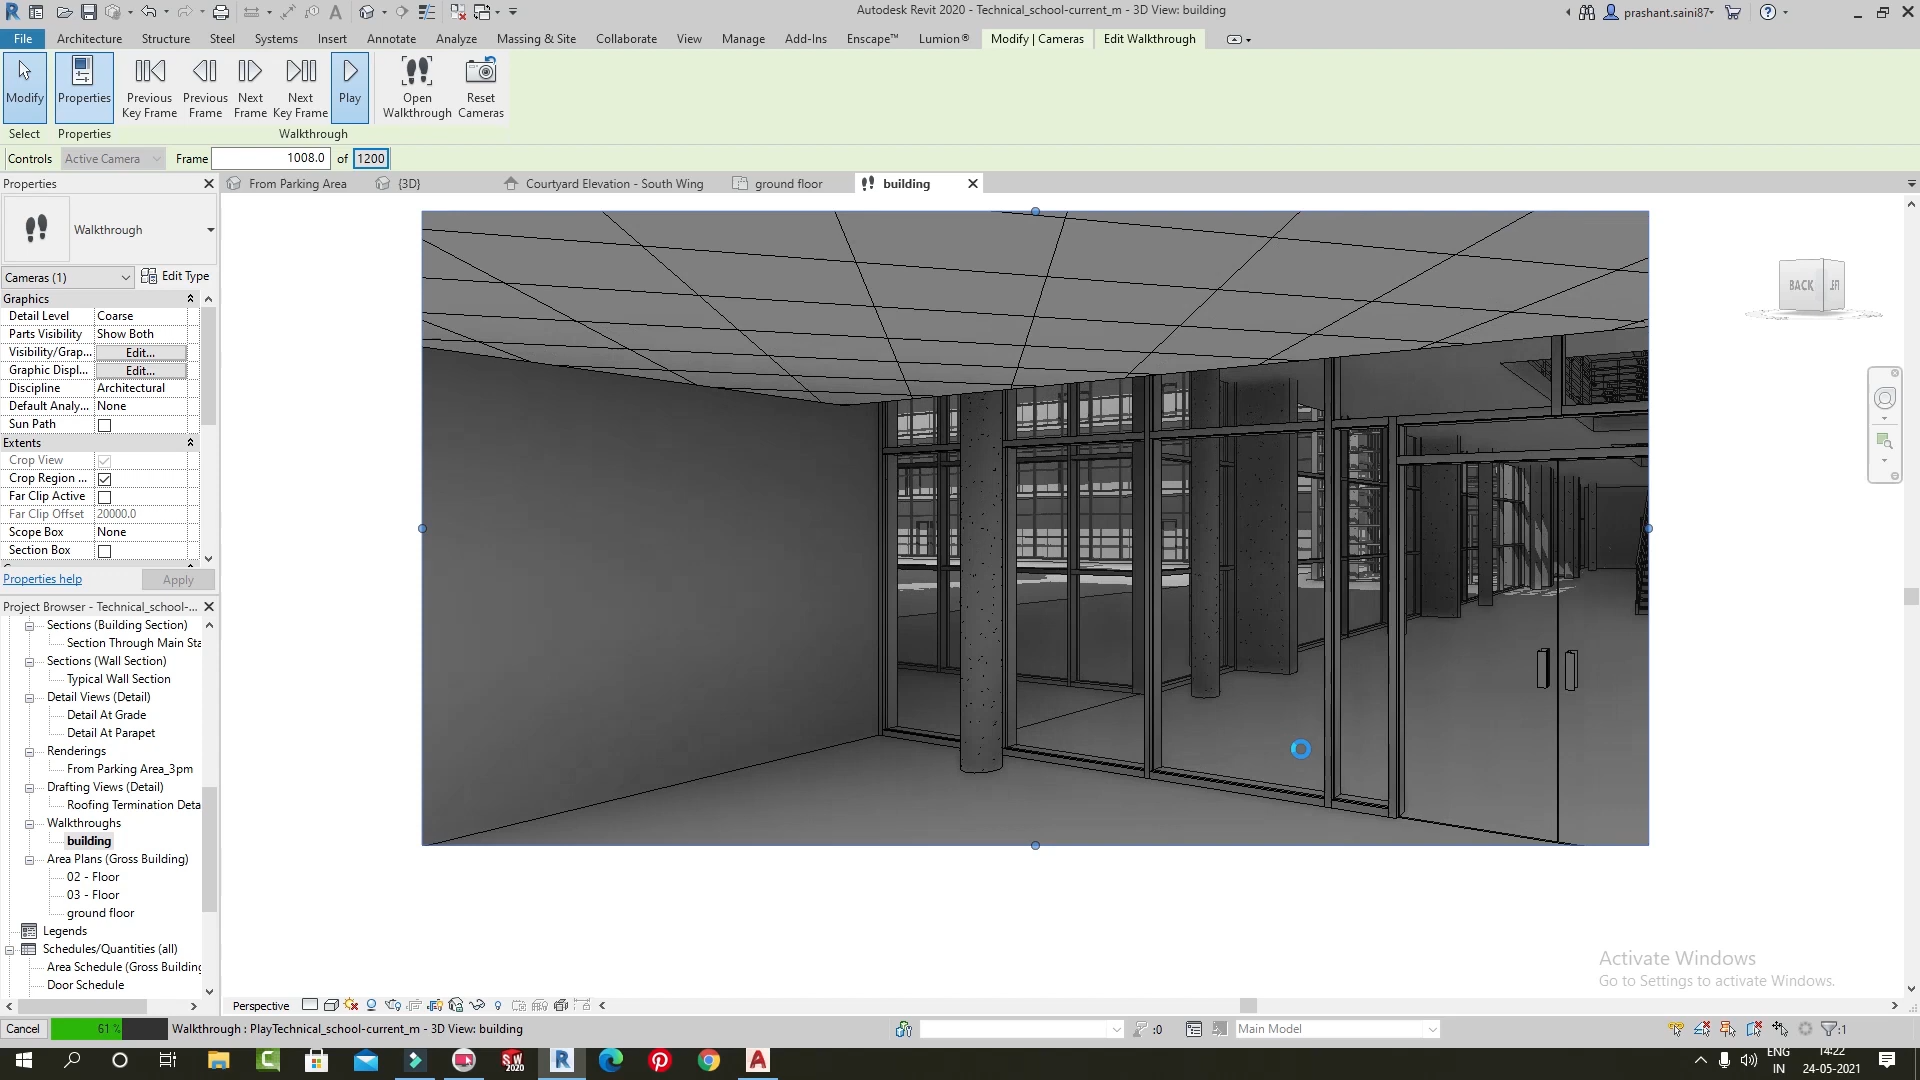 Autodesk Revit 2020 - Technical_school-current_m - 3D View: building
prashant.saini87
File Architecture Structure Steel Systems Insert Annotate Analyze Massing & Site Collaborate View Manage Add-Ins Enscape™ Lumion® Modify | Cameras Edit Walkthrough
Modify Properties Previous Key Frame Previous Frame Next Frame Next Key Frame Play Open Walkthrough Reset Cameras
Select Properties Walkthrough
Controls Active Camera Frame 1008.0 of 1200
Properties
From Parking Area {3D} Courtyard Elevation - South Wing ground floor building
Walkthrough
Cameras (1) Edit Type
Graphics
Detail Level Coarse
Parts Visibility Show Both
Visibility/Grap... Edit...
Graphic Displ... Edit...
Discipline Architectural
Default Analy... None
Sun Path
Extents
Crop View
Crop Region ...
Far Clip Active
Far Clip Offset 20000.0
Scope Box None
Section Box
Properties help Apply
BACK
Project Browser - Technical_school-...
Sections (Building Section)
Section Through Main Sta
Sections (Wall Section)
Typical Wall Section
Detail Views (Detail)
Detail At Grade
Detail At Parapet
Renderings
From Parking Area_3pm
Drafting Views (Detail)
Roofing Termination Deta
Walkthroughs
building
Area Plans (Gross Building)
02 - Floor
03 - Floor
ground floor
Legends
Schedules/Quantities (all)
Area Schedule (Gross Building
Door Schedule
Activate Windows
Go to Settings to activate Windows.
Perspective
Cancel 61 % Walkthrough : PlayTechnical_school-current_m - 3D View: building :0 Main Model :1
SW 2020
ENG IN
14:22
24-05-2021